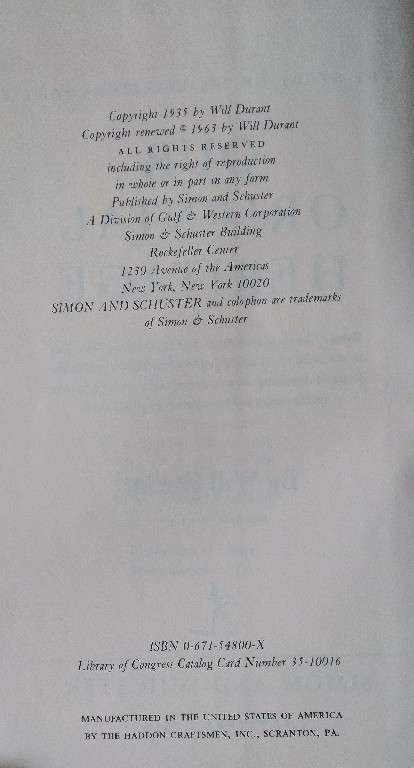 Copyright 1935 by Will Durant
Copyright renewed © 1963 by Will Durant
ALL RIGHTS RESERVED
including the right of reproduction
in whole or in part in any form
Published by Simon and Schuster
A Division of Gulf & Western Corporation
Simon & Schuster Building
Rockefeller Center
1230 Avenue of the Americas
New York, New York 10020
SIMON AND SCHUSTER and colophon are trademarks
of Simon & Schuster
ISBN 0-671-54800-X
Library of Congress Catalog Card Number 35-10016
MANUFACTURED IN THE UNITED STATES OF AMERICA
BY THE HADDON CRAFTSMEN, INC., SCRANTON, PA.